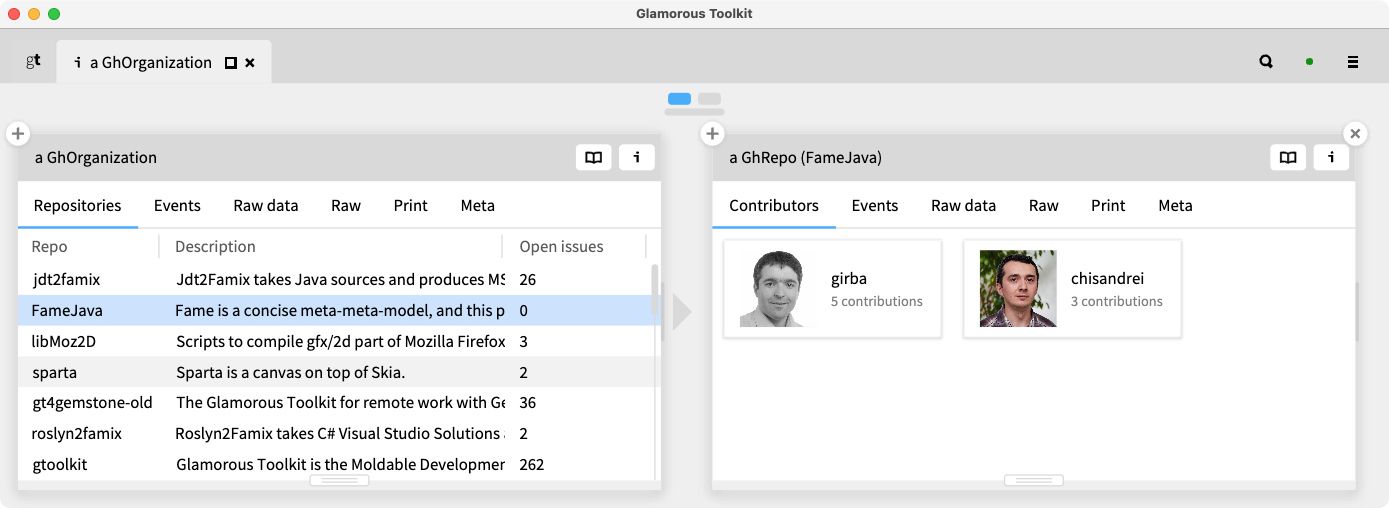 Glamorous Toolkit
gt
i a GhOrganization
a GhOrganization
i
Repositories Events Raw data Raw Print Meta
Repo Description Open issues
jdt2famix Jdt2Famix takes Java sources and produces MS 26
FameJava Fame is a concise meta-meta-model, and this p 0
libMoz2D Scripts to compile gfx/2d part of Mozilla Firefox 3
sparta Sparta is a canvas on top of Skia. 2
gt4gemstone-old The Glamorous Toolkit for remote work with Ge 36
roslyn2famix Roslyn2Famix takes C# Visual Studio Solutions 2
gtoolkit Glamorous Toolkit is the Moldable Developmen 262
a GhRepo (FameJava)
i
Contributors Events Raw data Raw Print Meta
girba
5 contributions
chisandrei
3 contributions